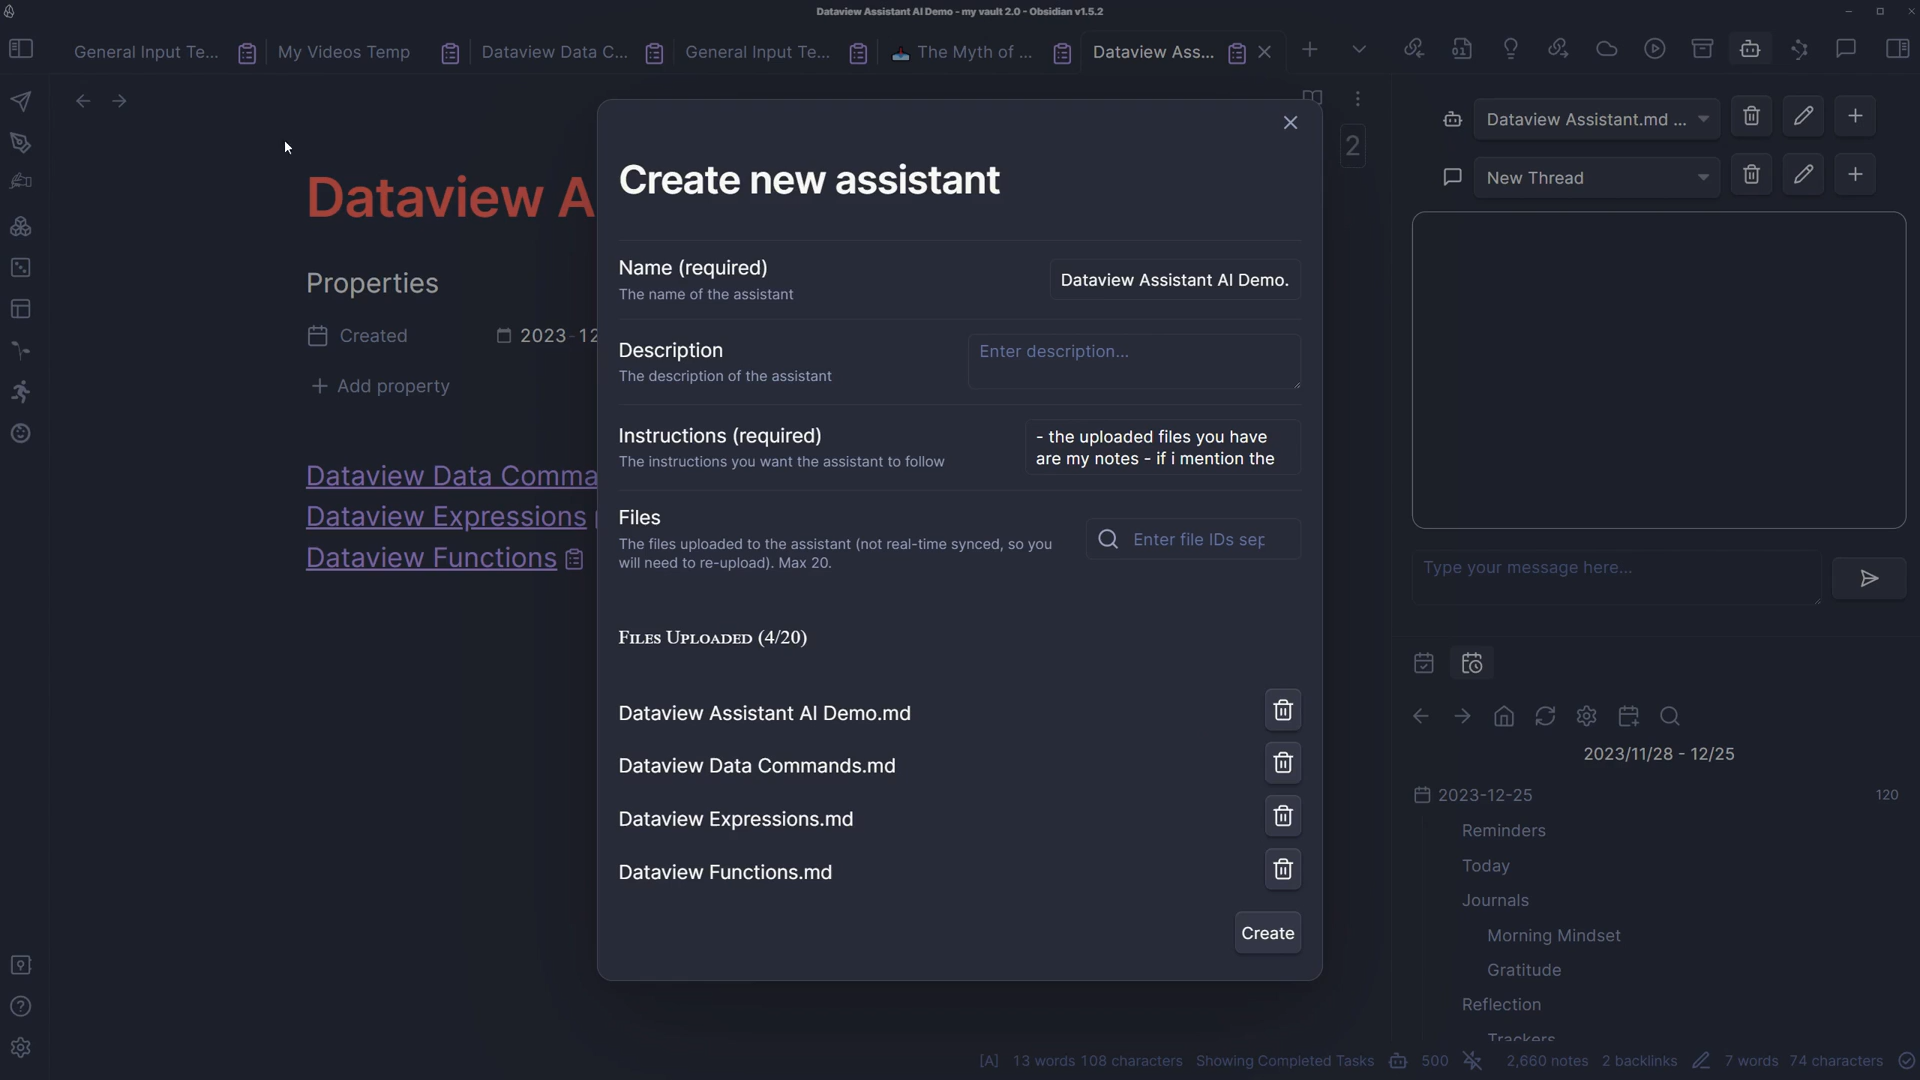 Dataview Assistant AI Demo - my vault 2.0 - Obsidian v1.5.2
General Input Te...
My Videos Temp
Dataview Data C...
General Input Te...
The Myth of ...
Dataview Ass...
Dataview A
Properties
Created
2023-12
Add property
Dataview Data Comma
Dataview Expressions
Dataview Functions
2
Create new assistant
Name (required)
The name of the assistant
Dataview Assistant AI Demo.
Description
The description of the assistant
Enter description...
Instructions (required)
The instructions you want the assistant to follow
- the uploaded files you have
are my notes - if i mention the
Files
The files uploaded to the assistant (not real-time synced, so you
will need to re-upload). Max 20.
Enter file IDs sep
Files Uploaded (4/20)
Dataview Assistant AI Demo.md
Dataview Data Commands.md
Dataview Expressions.md
Dataview Functions.md
Create
Dataview Assistant.md ...
New Thread
Type your message here...
2023/11/28 - 12/25
2023-12-25
120
Reminders
Today
Journals
Morning Mindset
Gratitude
Reflection
Trackers
[A]
13 words 108 characters
Showing Completed Tasks
500
2,660 notes
2 backlinks
7 words
74 characters